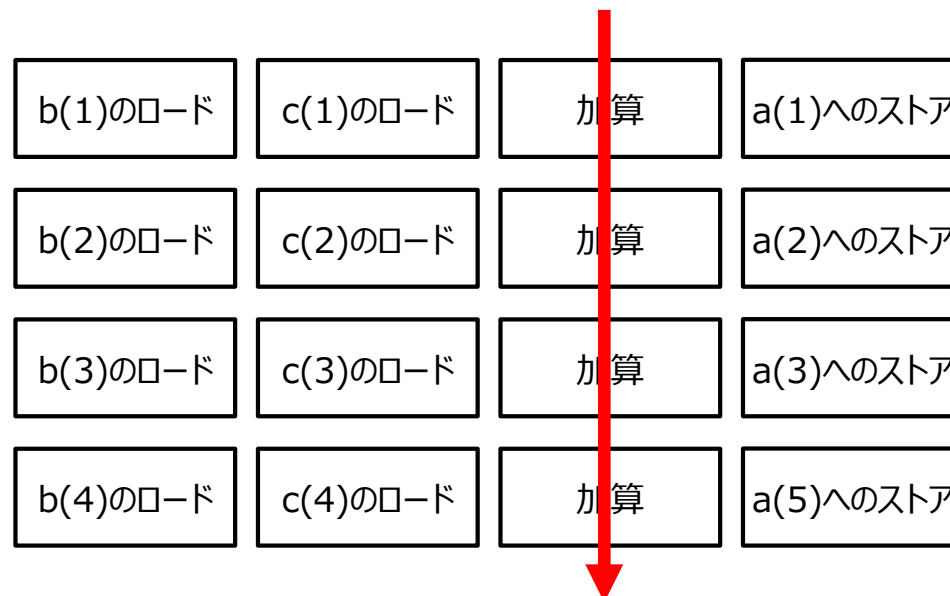 b(1)のロード c(1)のロード 加算 a(1)へのストア
b(2)のロード c(2)のロード 加算 a(2)へのストア
b(3)のロード c(3)のロード 加算 a(3)へのストア
b(4)のロード c(4)のロード 加算 a(5)へのストア